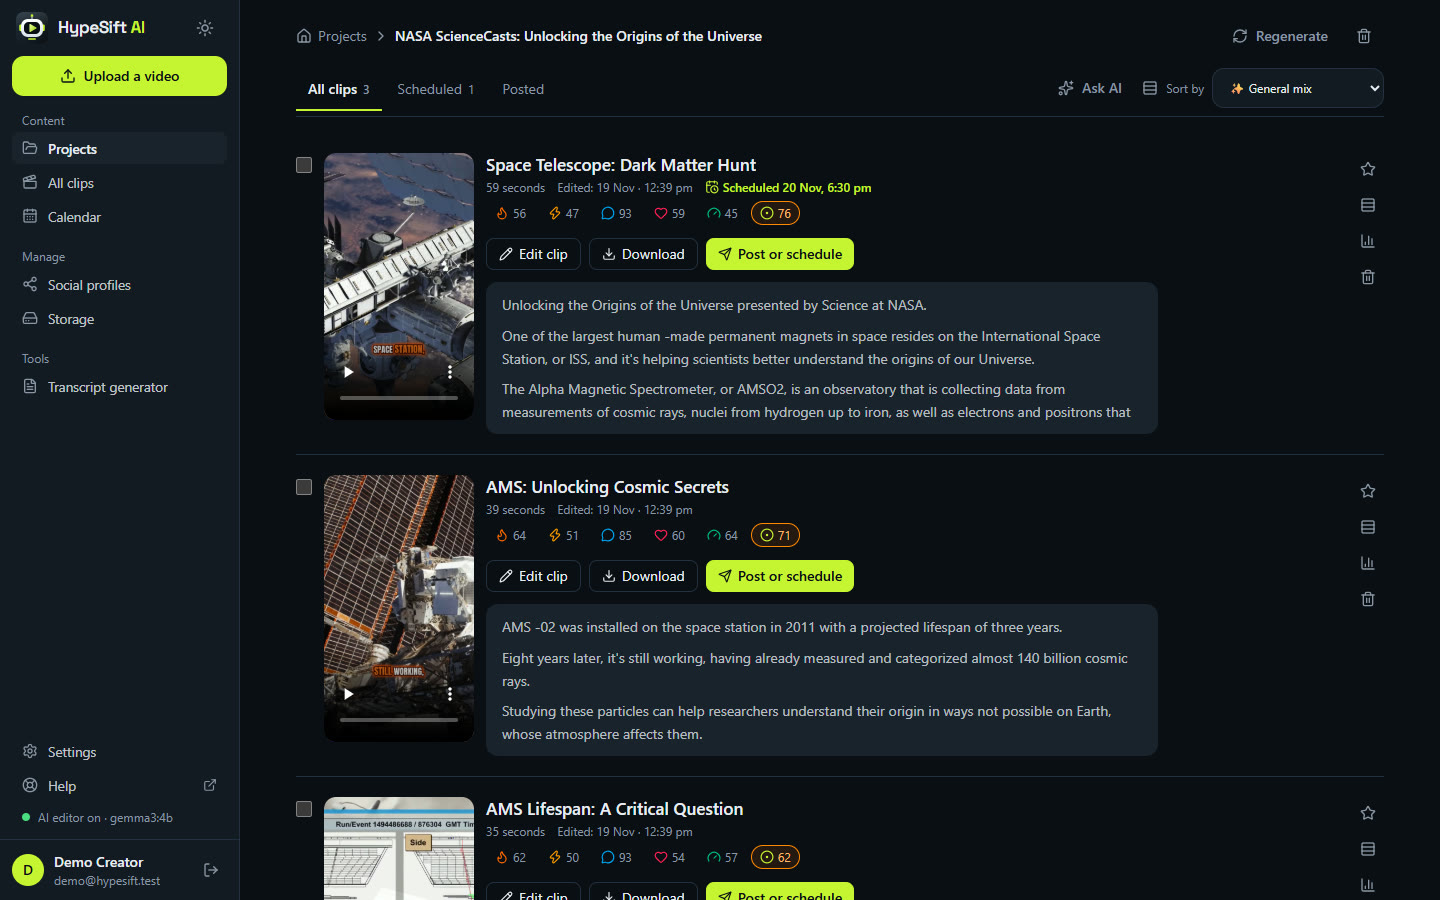 HypeSift AI
Upload a video
Content
Projects
All clips
Calendar
Manage
Social profiles
Storage
Tools
Transcript generator
Settings
Help
AI editor on · gemma3:4b
D
Demo Creator
demo@hypesift.test
Projects > NASA ScienceCasts: Unlocking the Origins of the Universe
Regenerate
All clips 3 Scheduled 1 Posted
Ask AI Sort by ✨ General mix
Space Telescope: Dark Matter Hunt
59 seconds Edited: 19 Nov · 12:39 pm Scheduled 20 Nov, 6:30 pm
56 47 93 59 45 76
Edit clip Download Post or schedule
SPACE STATION,
Unlocking the Origins of the Universe presented by Science at NASA.
One of the largest human -made permanent magnets in space resides on the International Space
Station, or ISS, and it's helping scientists better understand the origins of our Universe.
The Alpha Magnetic Spectrometer, or AMSO2, is an observatory that is collecting data from
measurements of cosmic rays, nuclei from hydrogen up to iron, as well as electrons and positrons that
AMS: Unlocking Cosmic Secrets
39 seconds Edited: 19 Nov · 12:39 pm
64 51 85 60 64 71
Edit clip Download Post or schedule
STILL WORKING,
AMS -02 was installed on the space station in 2011 with a projected lifespan of three years.
Eight years later, it's still working, having already measured and categorized almost 140 billion cosmic
rays.
Studying these particles can help researchers understand their origin in ways not possible on Earth,
whose atmosphere affects them.
AMS Lifespan: A Critical Question
35 seconds Edited: 19 Nov · 12:39 pm
62 50 93 54 57 62
Edit clip Download Post or schedule
Run/Event 1494486688 / 876304 GMT Tim
Side